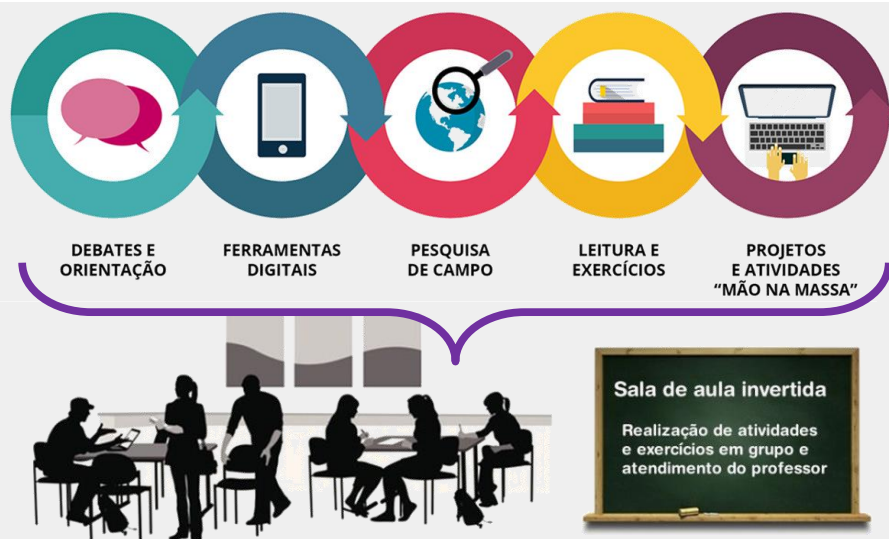 DEBATES E
ORIENTAÇÃO
FERRAMENTAS
DIGITAIS
PESQUISA
DE CAMPO
LEITURA E
EXERCÍCIOS
PROJETOS
E ATIVIDADES
“MÃO NA MASSA”
Sala de aula invertida
Realização de atividades
e exercícios em grupo e
atendimento do professor